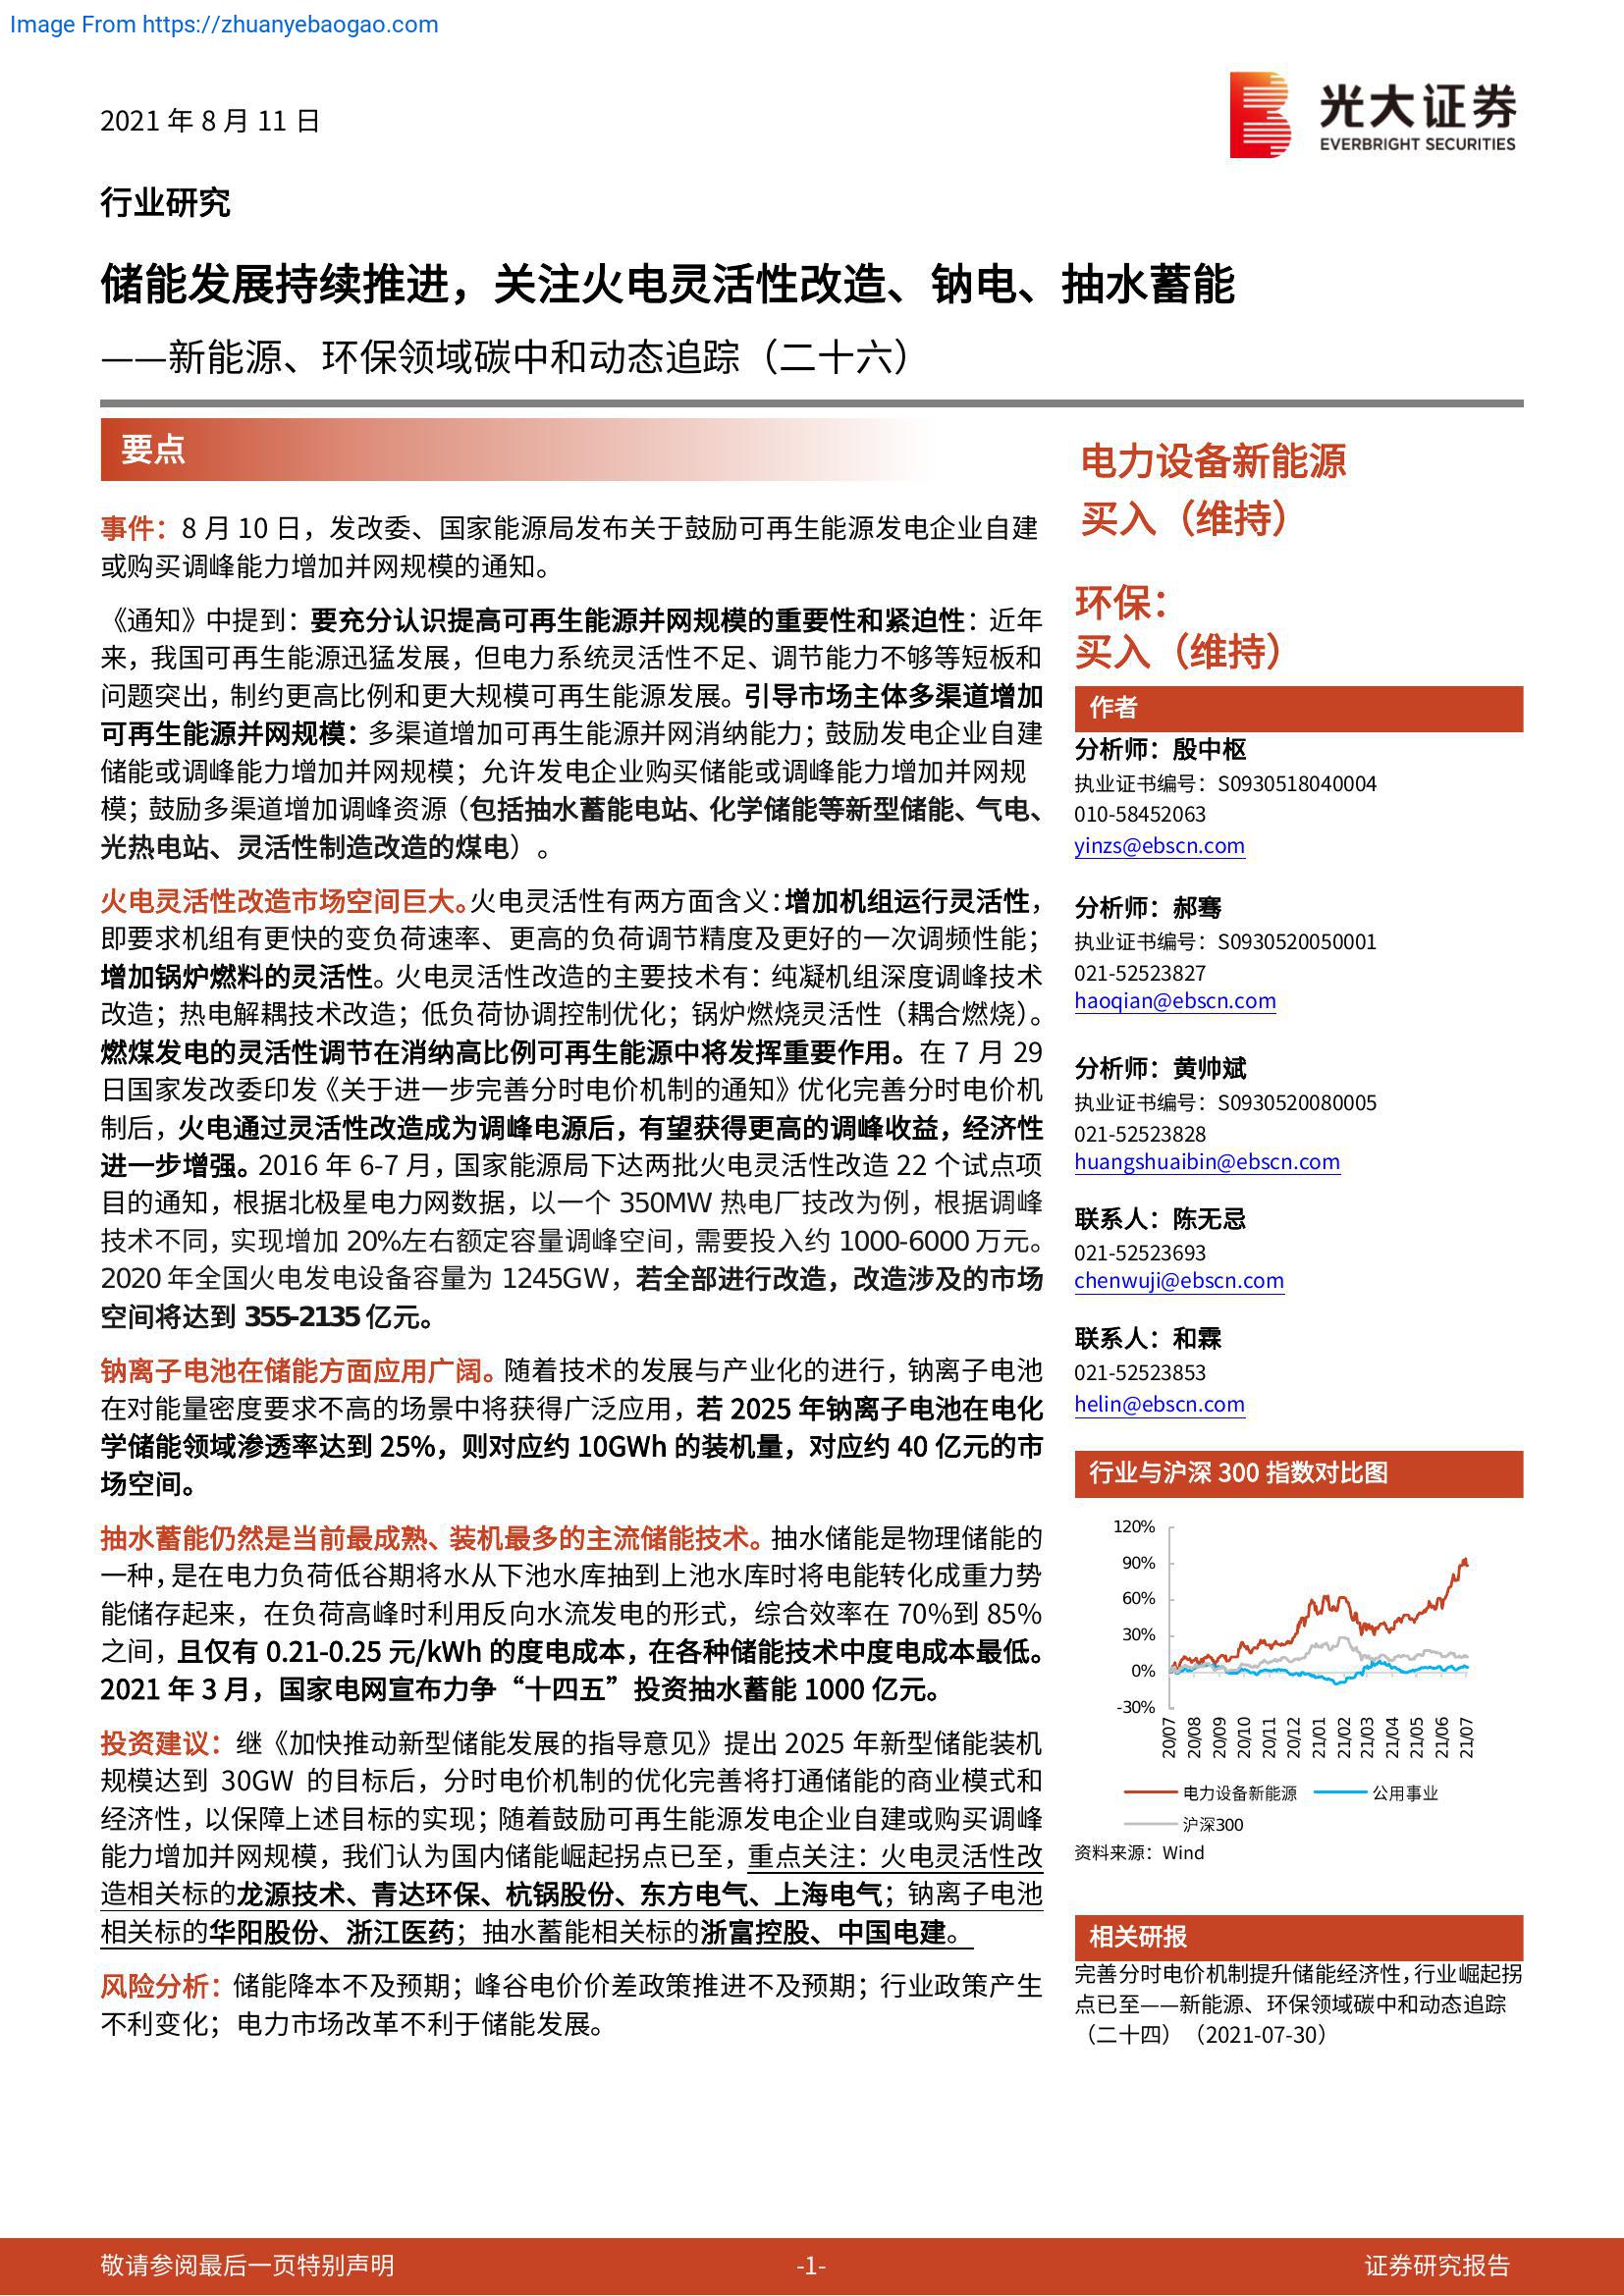 Image From https://zhuanyebaogao.com
2021 年 8 月 11 日
光大证券
EVERBRIGHT SECURITIES
行业研究
储能发展持续推进，关注火电灵活性改造、钠电、抽水蓄能
——新能源、环保领域碳中和动态追踪（二十六）
要点
事件：8 月 10 日，发改委、国家能源局发布关于鼓励可再生能源发电企业自建
或购买调峰能力增加并网规模的通知。
《通知》中提到：要充分认识提高可再生能源并网规模的重要性和紧迫性：近年
来，我国可再生能源迅猛发展，但电力系统灵活性不足、调节能力不够等短板和
问题突出，制约更高比例和更大规模可再生能源发展。引导市场主体多渠道增加
可再生能源并网规模：多渠道增加可再生能源并网消纳能力；鼓励发电企业自建
储能或调峰能力增加并网规模；允许发电企业购买储能或调峰能力增加并网规
模；鼓励多渠道增加调峰资源（包括抽水蓄能电站、化学储能等新型储能、气电、
光热电站、灵活性制造改造的煤电）。
火电灵活性改造市场空间巨大。火电灵活性有两方面含义：增加机组运行灵活性，
即要求机组有更快的变负荷速率、更高的负荷调节精度及更好的一次调频性能；
增加锅炉燃料的灵活性。火电灵活性改造的主要技术有：纯凝机组深度调峰技术
改造；热电解耦技术改造；低负荷协调控制优化；锅炉燃烧灵活性（耦合燃烧）。
燃煤发电的灵活性调节在消纳高比例可再生能源中将发挥重要作用。在 7 月 29
日国家发改委印发《关于进一步完善分时电价机制的通知》优化完善分时电价机
制后，火电通过灵活性改造成为调峰电源后，有望获得更高的调峰收益，经济性
进一步增强。2016 年 6-7 月，国家能源局下达两批火电灵活性改造 22 个试点项
目的通知，根据北极星电力网数据，以一个 350MW 热电厂技改为例，根据调峰
技术不同，实现增加 20%左右额定容量调峰空间，需要投入约 1000-6000 万元。
2020 年全国火电发电设备容量为 1245GW，若全部进行改造，改造涉及的市场
空间将达到 355-2135 亿元。
钠离子电池在储能方面应用广阔。随着技术的发展与产业化的进行，钠离子电池
在对能量密度要求不高的场景中将获得广泛应用，若 2025 年钠离子电池在电化
学储能领域渗透率达到 25%，则对应约 10GWh 的装机量，对应约 40 亿元的市
场空间。
抽水蓄能仍然是当前最成熟、装机最多的主流储能技术。抽水储能是物理储能的
一种，是在电力负荷低谷期将水从下池水库抽到上池水库时将电能转化成重力势
能储存起来，在负荷高峰时利用反向水流发电的形式，综合效率在 70%到 85%
之间，且仅有 0.21-0.25 元/kWh 的度电成本，在各种储能技术中度电成本最低。
2021 年 3 月，国家电网宣布力争“十四五”投资抽水蓄能 1000 亿元。
投资建议：继《加快推动新型储能发展的指导意见》提出 2025 年新型储能装机
规模达到 30GW 的目标后，分时电价机制的优化完善将打通储能的商业模式和
经济性，以保障上述目标的实现；随着鼓励可再生能源发电企业自建或购买调峰
能力增加并网规模，我们认为国内储能崛起拐点已至，重点关注：火电灵活性改
造相关标的龙源技术、青达环保、杭锅股份、东方电气、上海电气；钠离子电池
相关标的华阳股份、浙江医药；抽水蓄能相关标的浙富控股、中国电建。
风险分析：储能降本不及预期；峰谷电价价差政策推进不及预期；行业政策产生
不利变化；电力市场改革不利于储能发展。
电力设备新能源
买入（维持）
环保：
买入（维持）
作者
分析师：殷中枢
执业证书编号：S0930518040004
010-58452063
yinzs@ebscn.com
分析师：郝骞
执业证书编号：S0930520050001
021-52523827
haoqian@ebscn.com
分析师：黄帅斌
执业证书编号：S0930520080005
021-52523828
huangshuaibin@ebscn.com
联系人：陈无忌
021-52523693
chenwuji@ebscn.com
联系人：和霖
021-52523853
helin@ebscn.com
行业与沪深 300 指数对比图
120%
90%
60%
30%
0%
-30%
20/07 20/08 20/09 20/10 20/11 20/12 21/01 21/02 21/03 21/04 21/05 21/06 21/07
电力设备新能源 公用事业
沪深300
资料来源：Wind
相关研报
完善分时电价机制提升储能经济性，行业崛起拐
点已至——新能源、环保领域碳中和动态追踪
（二十四）（2021-07-30）
敬请参阅最后一页特别声明 -1- 证券研究报告